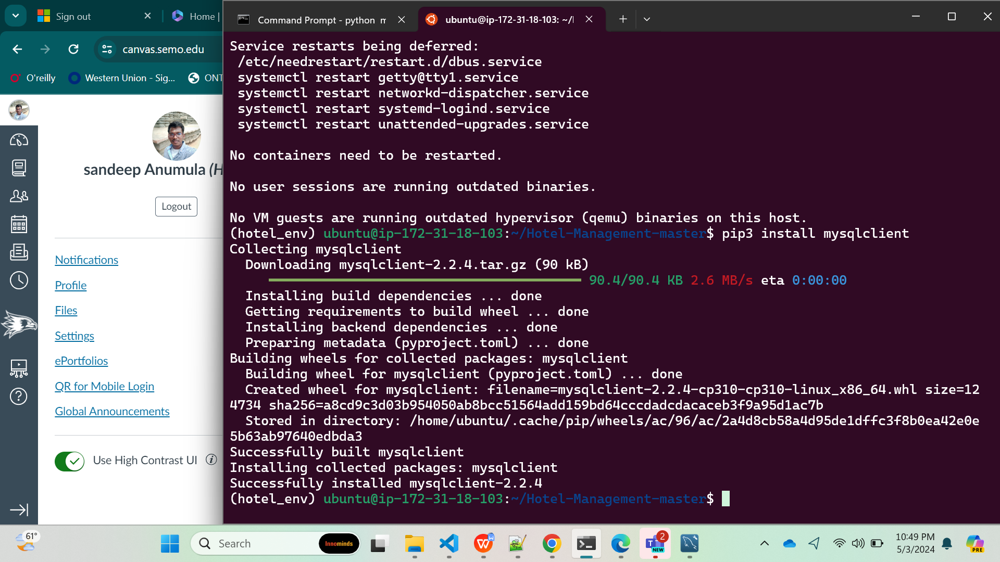 Sign out
Home |
canvas.semo.edu
O'reilly
Western Union - Sig...
ONT
sandeep Anumula (H
Logout
Notifications
Profile
Files
Settings
ePortfolios
QR for Mobile Login
Global Announcements
Use High Contrast UI
Command Prompt - python m
ubuntu@ip-172-31-18-103: ~/
Service restarts being deferred:
/etc/needrestart/restart.d/dbus.service
systemctl restart getty@tty1.service
systemctl restart networkd-dispatcher.service
systemctl restart systemd-logind.service
systemctl restart unattended-upgrades.service
No containers need to be restarted.
No user sessions are running outdated binaries.
No VM guests are running outdated hypervisor (qemu) binaries on this host.
(hotel_env) ubuntu@ip-172-31-18-103:~/Hotel-Management-master$ pip3 install mysqlclient
Collecting mysqlclient
Downloading mysqlclient-2.2.4.tar.gz (90 kB)
90.4/90.4 KB 2.6 MB/s eta 0:00:00
Installing build dependencies ... done
Getting requirements to build wheel ... done
Installing backend dependencies ... done
Preparing metadata (pyproject.toml) ... done
Building wheels for collected packages: mysqlclient
Building wheel for mysqlclient (pyproject.toml) ... done
Created wheel for mysqlclient: filename=mysqlclient-2.2.4-cp310-cp310-linux_x86_64.whl size=12
4734 sha256=a8cd9c3d03b954050ab8bcc51564add159bd64cccdadcdacaceb3f9a95d1ac7b
Stored in directory: /home/ubuntu/.cache/pip/wheels/ac/96/ac/2a4d8cb58a4d95de1dffc3f8b0ea42e0e
5b63ab97640edbda3
Successfully built mysqlclient
Installing collected packages: mysqlclient
Successfully installed mysqlclient-2.2.4
(hotel_env) ubuntu@ip-172-31-18-103:~/Hotel-Management-master$
61°
Search
Innominds
2
NEW
10:49 PM
5/3/2024
PRE